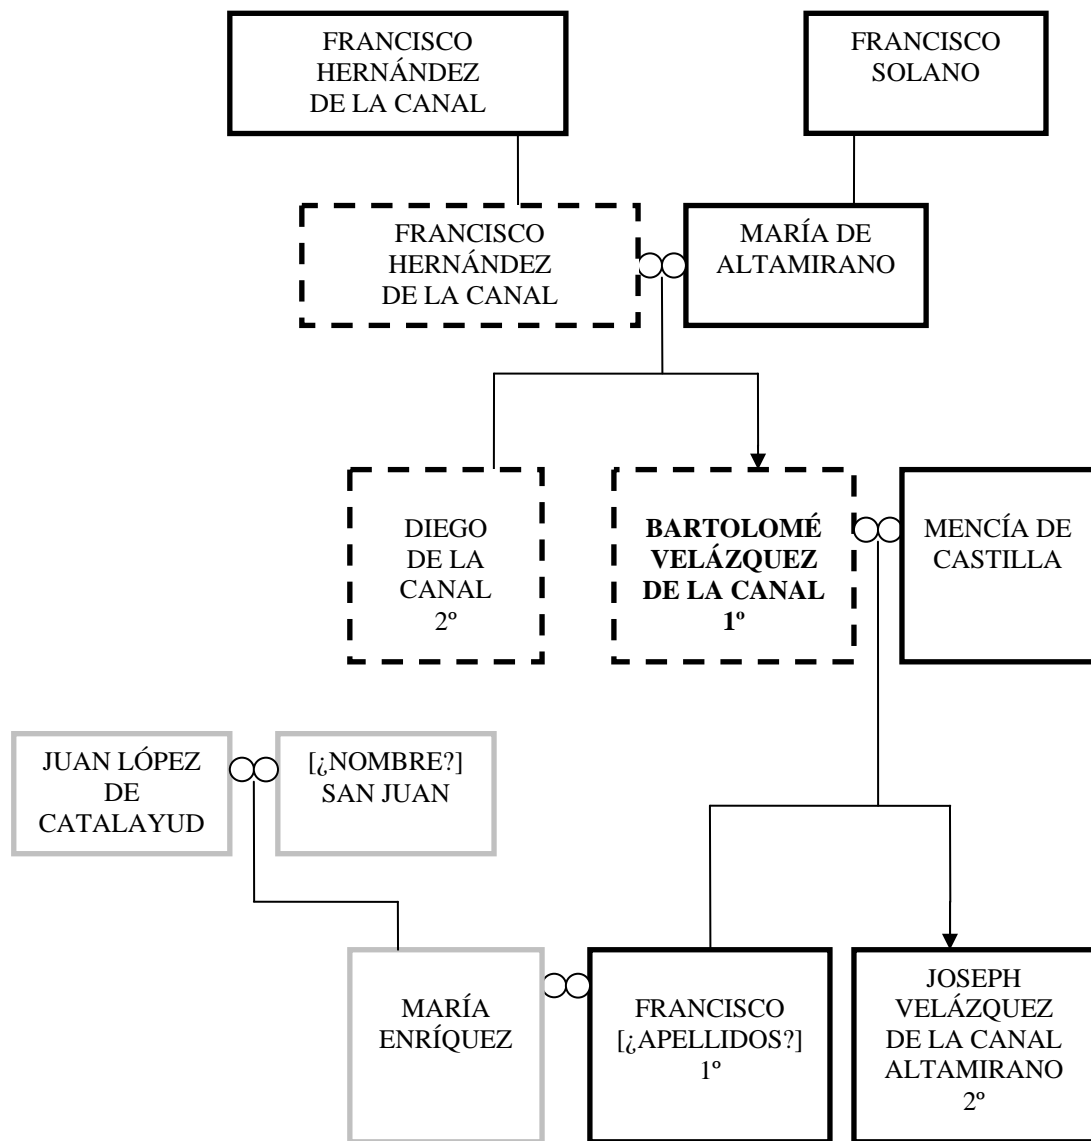 FRANCISCO
HERNÁNDEZ
DE LA CANAL
FRANCISCO
SOLANO
FRANCISCO
HERNÁNDEZ
DE LA CANAL
MARÍA DE
ALTAMIRANO
DIEGO
DE LA
CANAL
2º
BARTOLOMÉ
VELÁZQUEZ
DE LA CANAL
1º
MENCÍA DE
CASTILLA
JUAN LÓPEZ
DE
CATALAYUD
[¿NOMBRE?]
SAN JUAN
MARÍA
ENRÍQUEZ
FRANCISCO
[¿APELLIDOS?]
1º
JOSEPH
VELÁZQUEZ
DE LA CANAL
ALTAMIRANO
2º